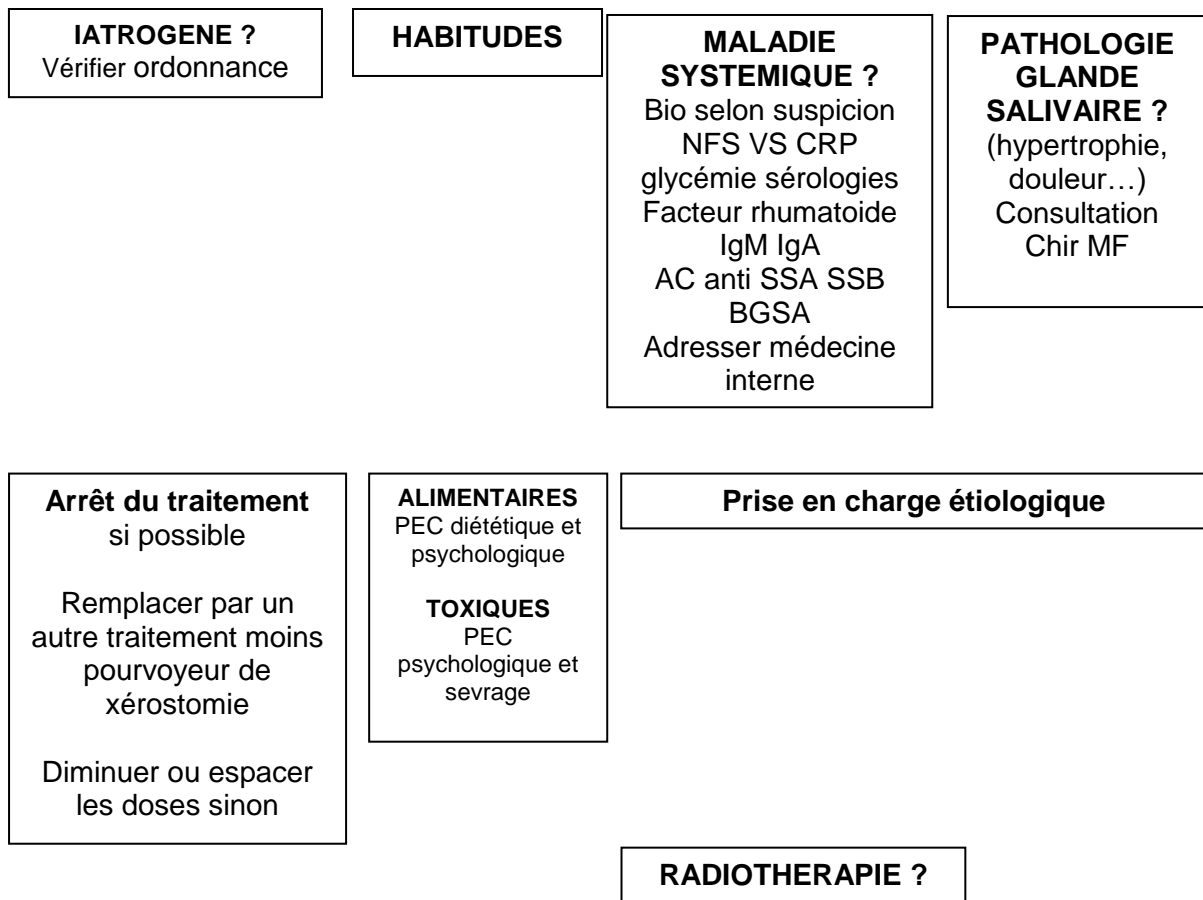 IATROGENE ?
Vérifier ordonnance
HABITUDES
MALADIE
SYSTEMIQUE ?
Bio selon suspicion
NFS VS CRP
glycémie sérologies
Facteur rhumatoide
IgM IgA
AC anti SSA SSB
BGSA
Adresser médecine
interne
PATHOLOGIE
GLANDE
SALIVAIRE ?
(hypertrophie,
douleur…)
Consultation
Chir MF
Arrêt du traitement
si possible
Remplacer par un
autre traitement moins
pourvoyeur de
xérostomie
Diminuer ou espacer
les doses sinon
ALIMENTAIRES
PEC diététique et
psychologique
TOXIQUES
PEC
psychologique et
sevrage
Prise en charge étiologique
RADIOTHERAPIE ?